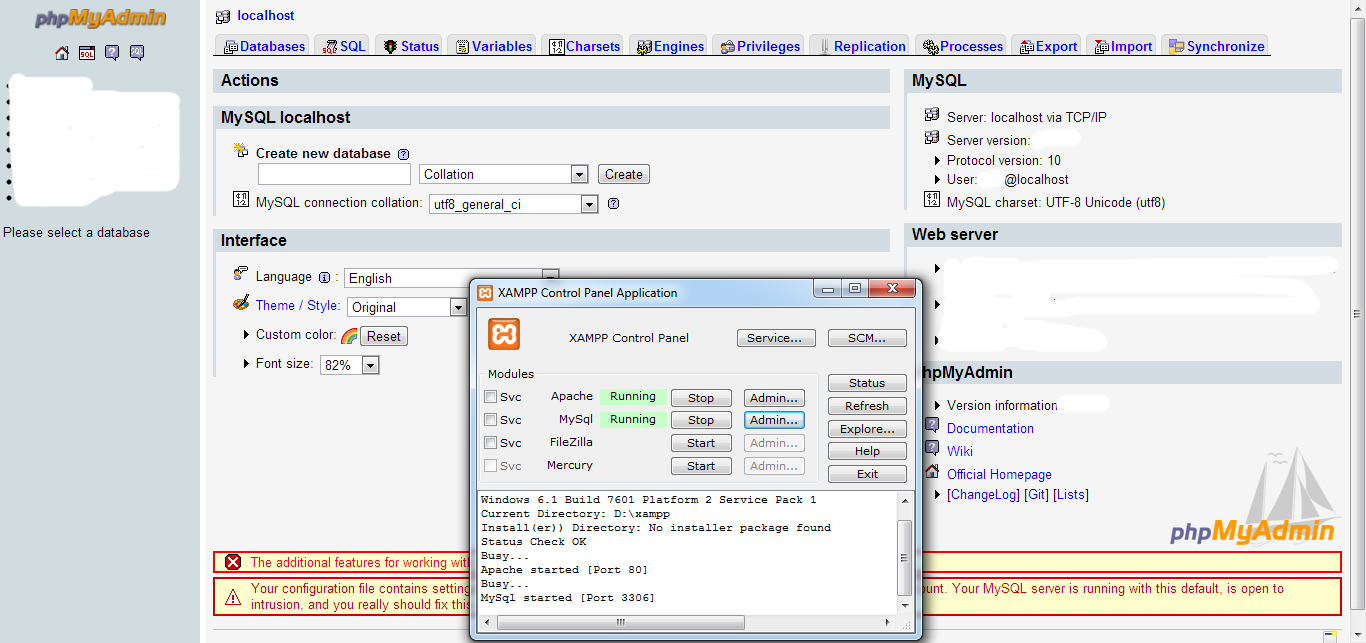 phpMyAdmin
SQL
SQL
Please select a database
localhost
Databases
SQL
Status
Variables
Charsets
Engines
Privileges
Replication
Processes
Export
Import
Synchronize
Actions
MySQL localhost
Create new database
Collation
Create
MySQL connection collation:
utf8_general_ci
Interface
Language :
English
Theme / Style:
Original
Custom color:
Reset
Font size:
82%
MySQL
Server: localhost via TCP/IP
Server version:
Protocol version: 10
User: @localhost
MySQL charset: UTF-8 Unicode (utf8)
Web server
hpMyAdmin
Version information
Documentation
Wiki
Official Homepage
[ChangeLog] [Git] [Lists]
phpMyAdmin
XAMPP Control Panel Application
XAMPP Control Panel
Service...
SCM...
Modules
Svc Apache Running Stop Admin...
Svc MySql Running Stop Admin...
Svc FileZilla Start Admin...
Svc Mercury Start Admin...
Status
Refresh
Explore...
Help
Exit
Windows 6.1 Build 7601 Platform 2 Service Pack 1
Current Directory: D:\xampp
Install(er)) Directory: No installer package found
Status Check OK
Busy...
Apache started [Port 80]
Busy...
MySql started [Port 3306]
The additional features for working with
Your configuration file contains setting
ount. Your MySQL server is running with this default, is open to
intrusion, and you really should fix this